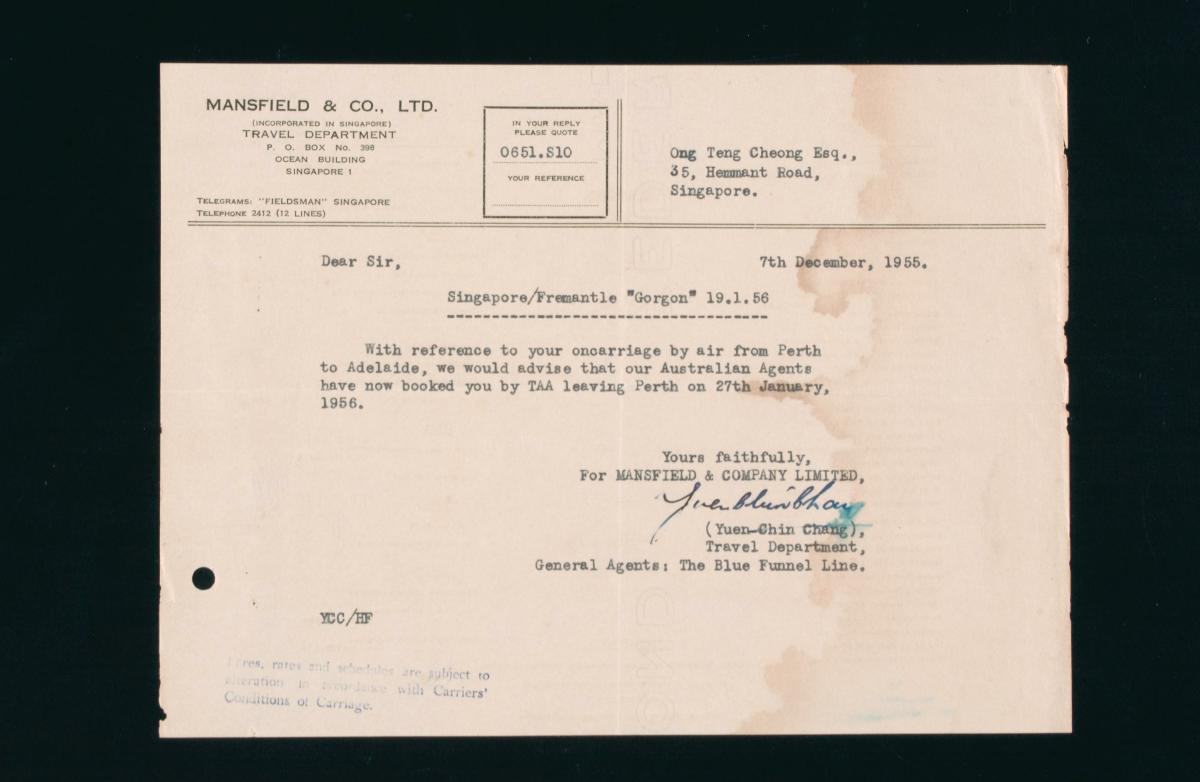 MANSFIELD & CO., LTD.
(INCORPORATED IN SINGAPORE)
TRAVEL DEPARTMENT
P. O. BOX No. 398
OCEAN BUILDING
SINGAPORE 1
TELEGRAMS: "FIELDSMAN" SINGAPORE
TELEPHONE 2412 (12 LINES)
IN YOUR REPLY
PLEASE QUOTE
0651.S10
YOUR REFERENCE
Ong Teng Cheong Esq.,
35, Hemmant Road,
Singapore.
Dear Sir,
7th December, 1955.
Singapore/Fremantle "Gorgon" 19.1.56
With reference to your oncarriage by air from Perth
to Adelaide, we would advise that our Australian Agents
have now booked you by TAA leaving Perth on 27th January,
1956.
Yours faithfully,
For MANSFIELD & COMPANY LIMITED,
(Yuen Chin Chang),
Travel Department,
General Agents: The Blue Funnel Line.
YCC/HF
Fares, rates and schedules are subject to
alteration in accordance with Carriers'
Conditions of Carriage.